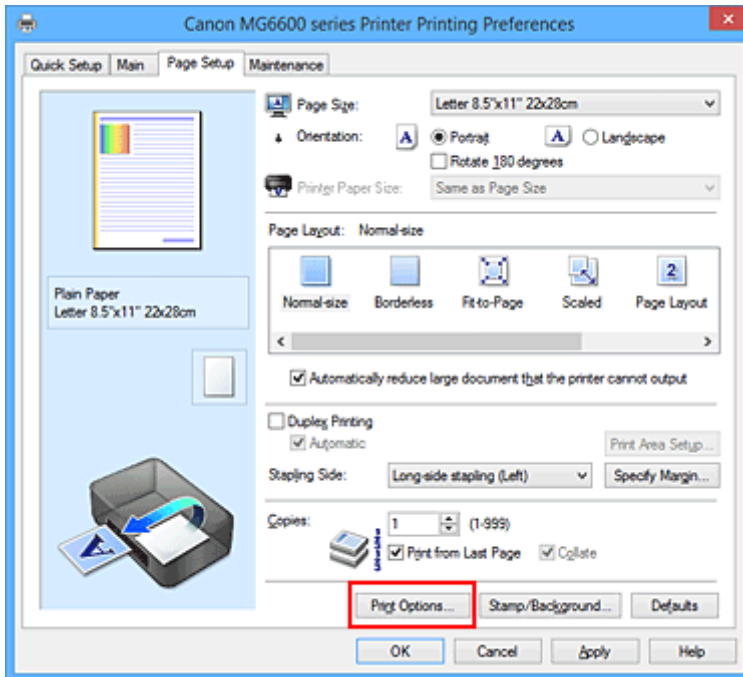 Canon MG6600 series Printer Printing Preferences
Quick Setup Main Page Setup Maintenance
Page Size: Letter 8.5"x11" 22x28cm
Orientation: A Portrait A Landscape
Rotate 180 degrees
Printer Paper Size: Same as Page Size
Page Layout: Normal-size
2
Normal-size Borderless Fit-to-Page Scaled Page Layout
Plain Paper
Letter 8.5"x11" 22x28cm
Automatically reduce large document that the printer cannot output
Duplex Printing
Automatic Print Area Setup...
Stapling Side: Long-side stapling (Left) Specify Margin...
Copies: 1 (1-999)
Print from Last Page Collate
A
Print Options... Stamp/Background... Defaults
OK Cancel Apply Help